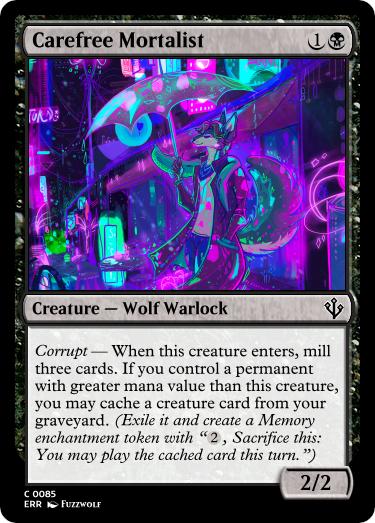 Carefree Mortalist 1
Creature — Wolf Warlock
Corrupt — When this creature enters, mill
three cards. If you control a permanent
with greater mana value than this creature,
you may cache a creature card from your
graveyard. (Exile it and create a Memory
enchantment token with “2, Sacrifice this:
You may play the cached card this turn.”)
2/2
C 0085
ERR Fuzzwolf